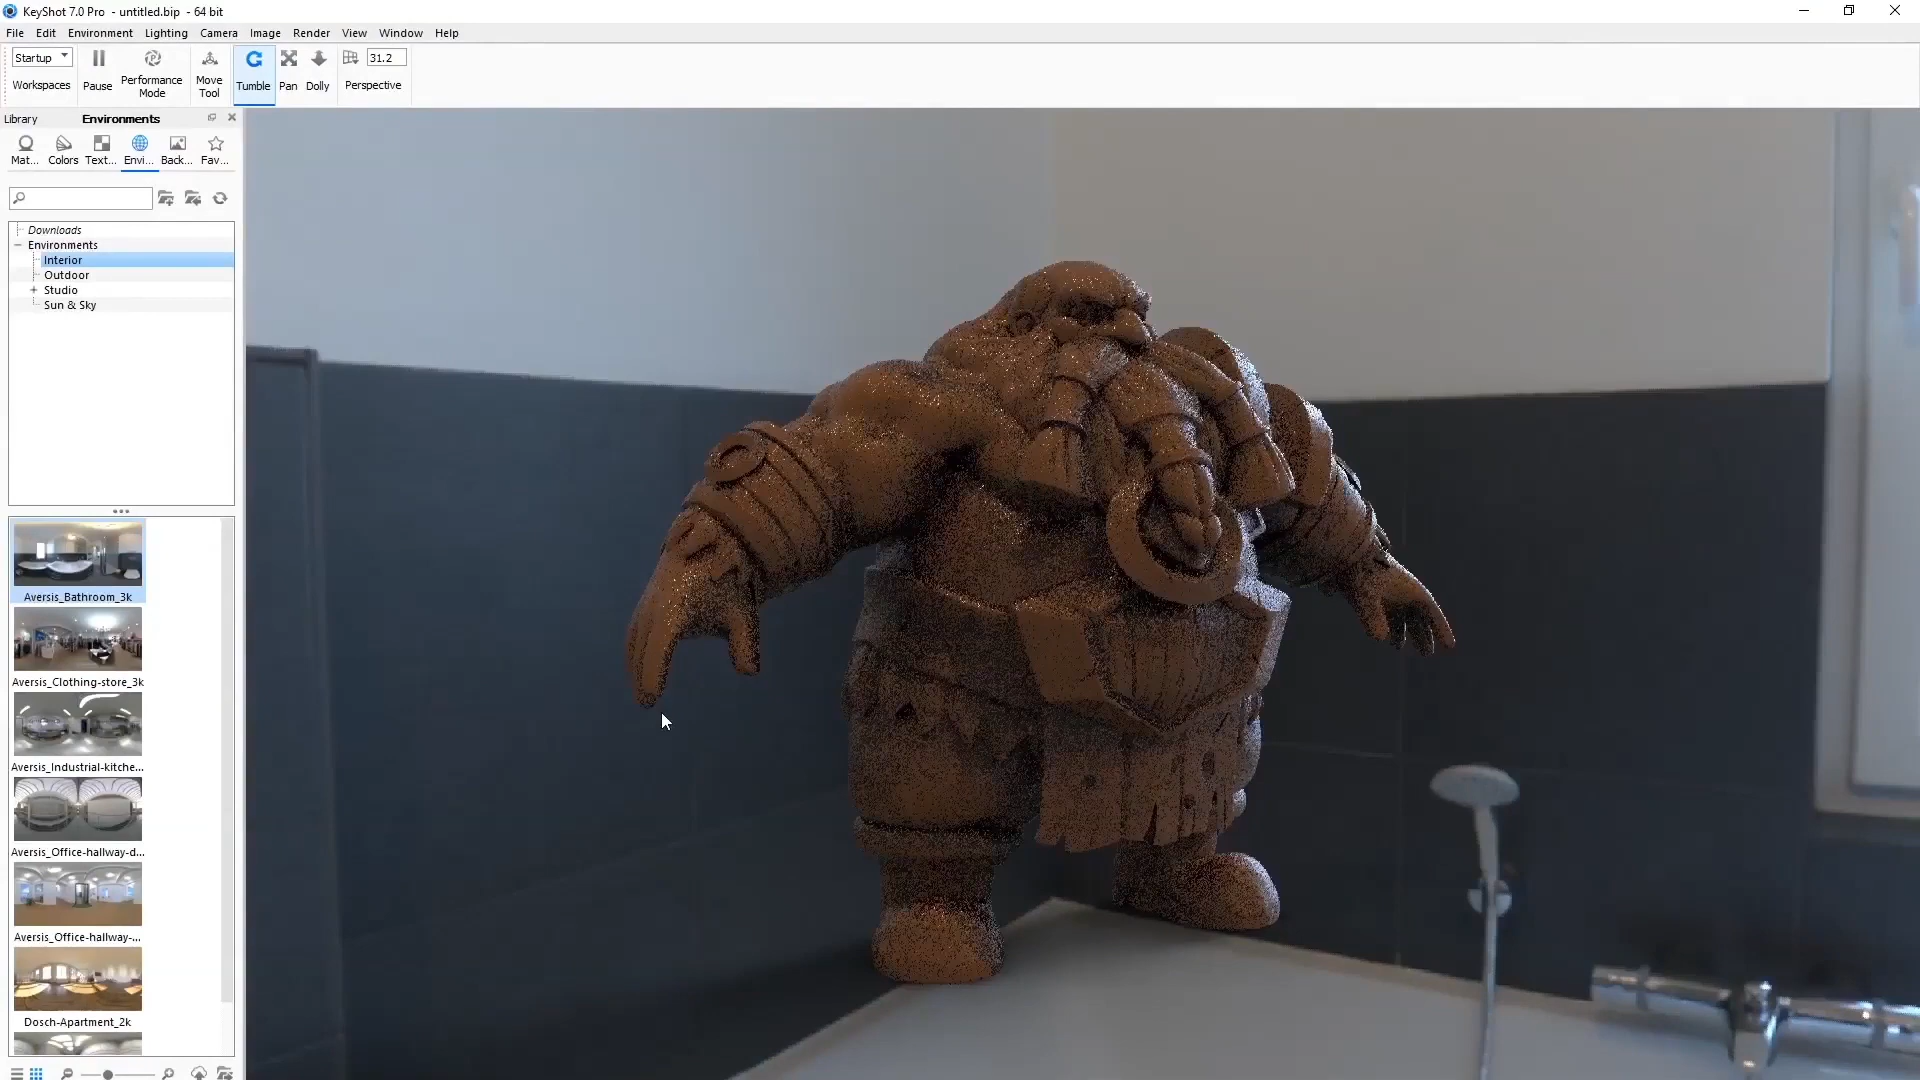 KeyShot 7.0 Pro - untitled.bip - 64 bit
File Edit Environment Lighting Camera Image Render View Window Help
Startup
31.2
Workspaces Pause Performance Mode Move Tool Tumble Pan Dolly Perspective
Library Environments
Mat... Colors Text... Envi... Back... Fav...
Downloads
Environments
Interior
Outdoor
Studio
Sun & Sky
Aversis_Bathroom_3k
Aversis_Clothing-store_3k
Aversis_Industrial-kitche...
Aversis_Office-hallway-d...
Aversis_Office-hallway-...
Dosch-Apartment_2k